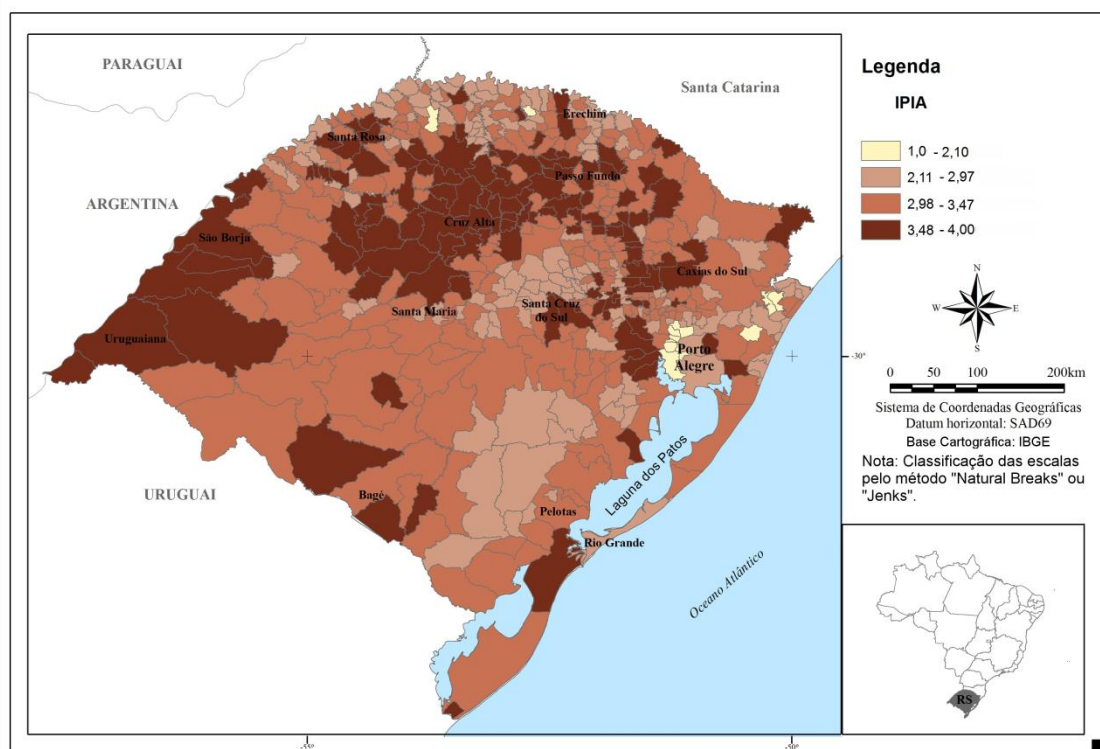 PARAGUAI
Santa Catarina
Erechim
Santa Rosa
Passo Fundo
ARGENTINA
Cruz Alta
São Borja
Caxias do Sul
Santa Maria
Santa Cruz
do Sul
Uruguaiana
Porto
Alegre
Laguna dos Patos
URUGUAI
Bagé
Pelotas
Rio Grande
Oceano Atlântico
-30°
-50°
Legenda
IPIA
1,0 - 2,10
2,11 - 2,97
2,98 - 3,47
3,48 - 4,00
N
W
E
S
0 50 100 200km
Sistema de Coordenadas Geográficas
Datum horizontal: SAD69
Base Cartográfica: IBGE
Nota: Classificação das escalas
pelo método "Natural Breaks" ou
"Jenks".
RS